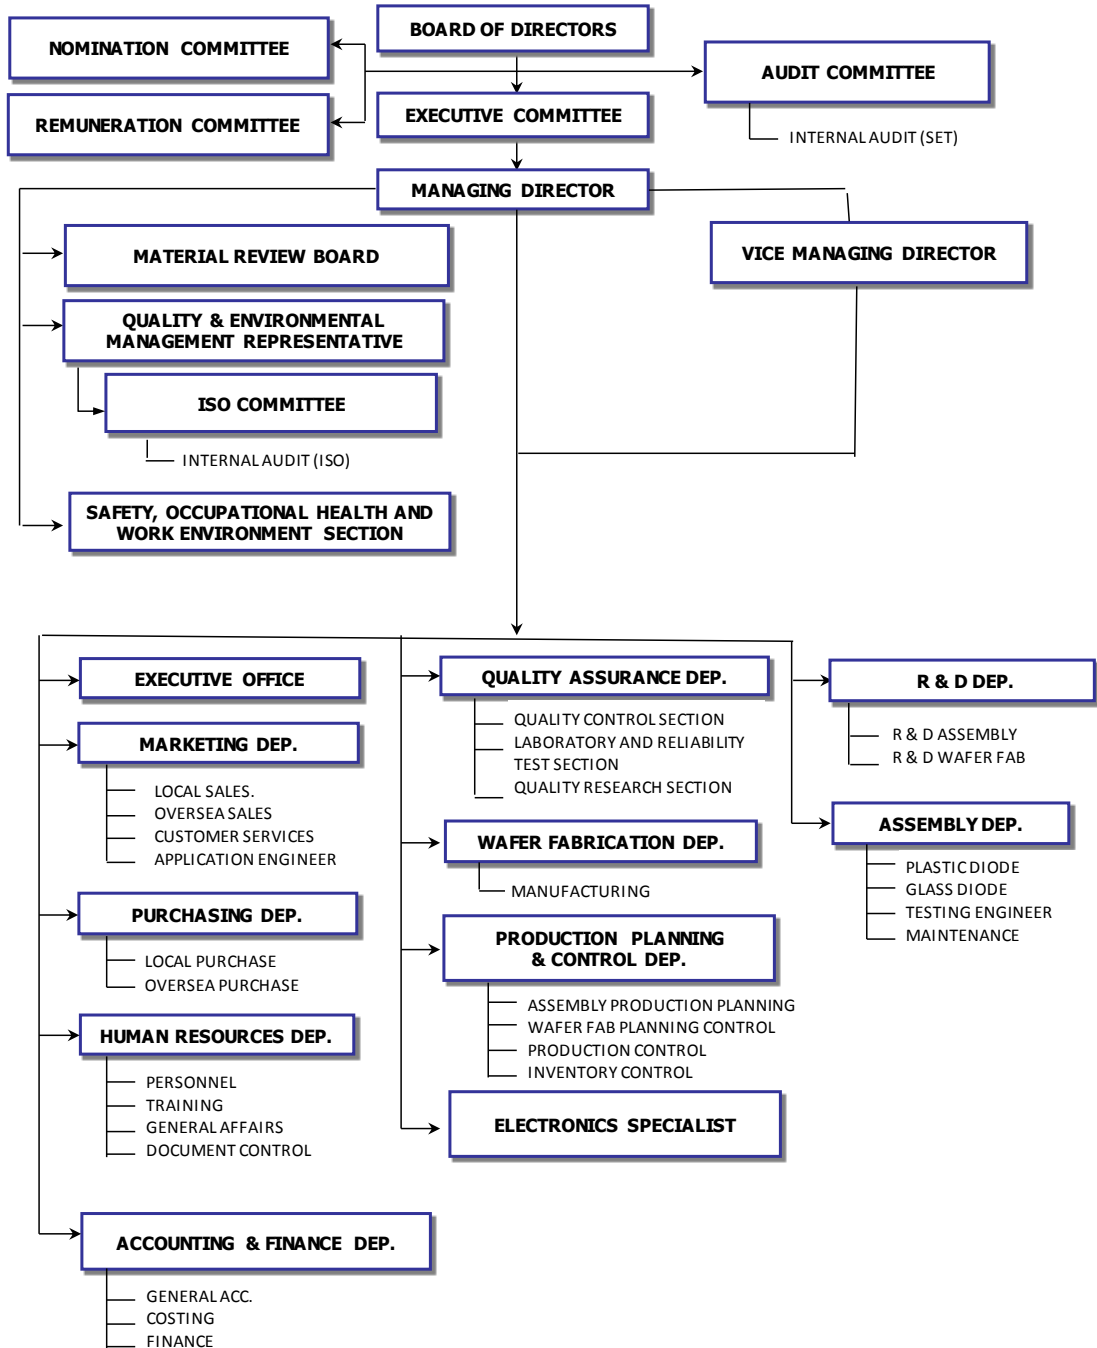 BOARD OF DIRECTORS
NOMINATION COMMITTEE
AUDIT COMMITTEE
REMUNERATION COMMITTEE
EXECUTIVE COMMITTEE
INTERNAL AUDIT (SET)
MANAGING DIRECTOR
MATERIAL REVIEW BOARD
VICE MANAGING DIRECTOR
QUALITY & ENVIRONMENTAL
MANAGEMENT REPRESENTATIVE
ISO COMMITTEE
INTERNAL AUDIT (ISO)
SAFETY, OCCUPATIONAL HEALTH AND
WORK ENVIRONMENT SECTION
EXECUTIVE OFFICE
MARKETING DEP.
LOCAL SALES.
OVERSEA SALES
CUSTOMER SERVICES
APPLICATION ENGINEER
PURCHASING DEP.
LOCAL PURCHASE
OVERSEA PURCHASE
HUMAN RESOURCES DEP.
PERSONNEL
TRAINING
GENERAL AFFAIRS
DOCUMENT CONTROL
ACCOUNTING & FINANCE DEP.
GENERAL ACC.
COSTING
FINANCE
QUALITY ASSURANCE DEP.
QUALITY CONTROL SECTION
LABORATORY AND RELIABILITY
TEST SECTION
QUALITY RESEARCH SECTION
WAFER FABRICATION DEP.
MANUFACTURING
PRODUCTION PLANNING
& CONTROL DEP.
ASSEMBLY PRODUCTION PLANNING
WAFER FAB PLANNING CONTROL
PRODUCTION CONTROL
INVENTORY CONTROL
ELECTRONICS SPECIALIST
R & D DEP.
R & D ASSEMBLY
R & D WAFER FAB
ASSEMBLY DEP.
PLASTIC DIODE
GLASS DIODE
TESTING ENGINEER
MAINTENANCE